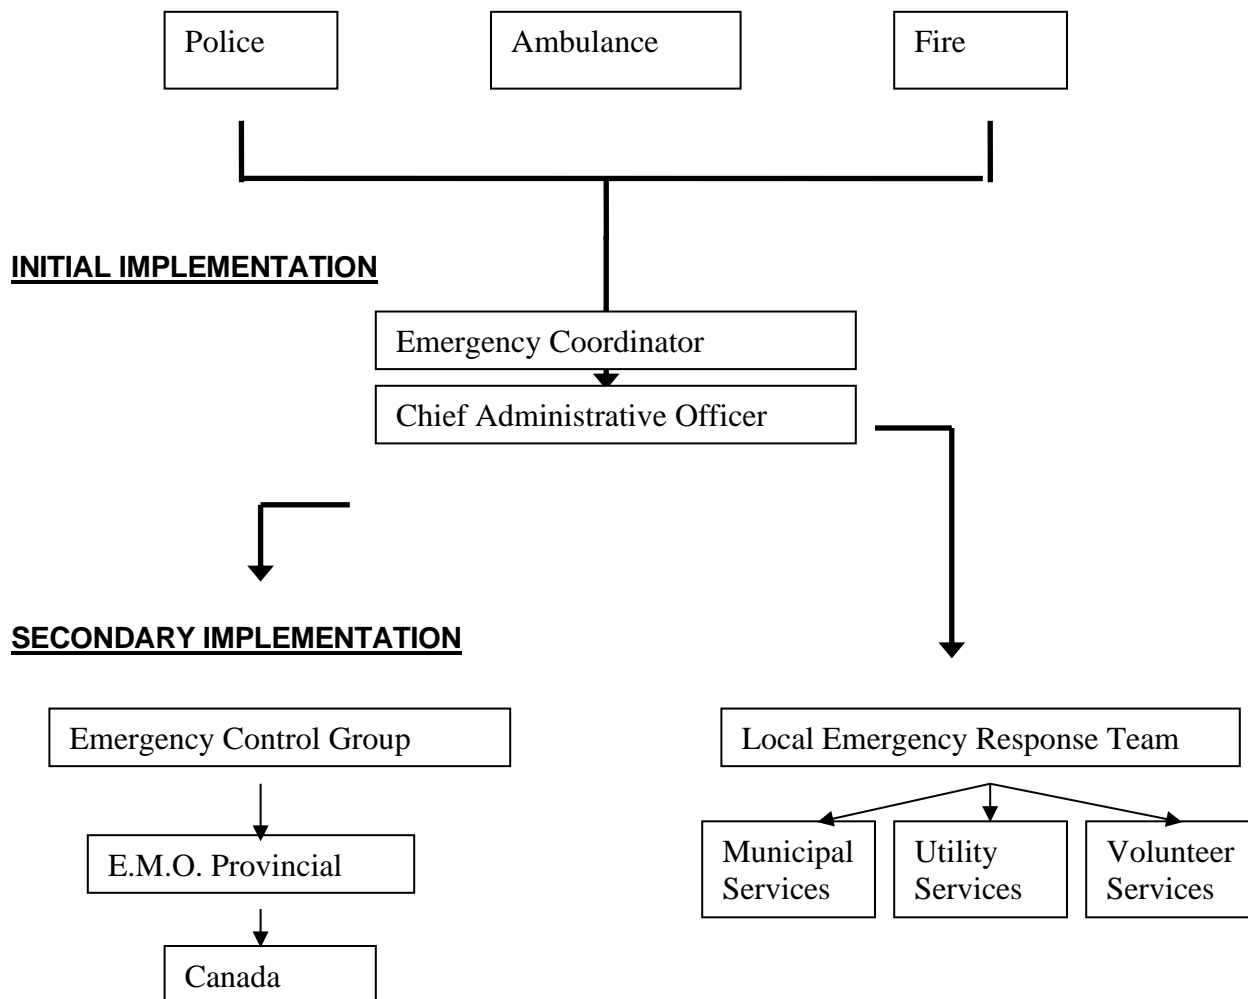 Police
Ambulance
Fire
INITIAL IMPLEMENTATION
Emergency Coordinator
Chief Administrative Officer
SECONDARY IMPLEMENTATION
Emergency Control Group
Local Emergency Response Team
E.M.O. Provincial
Municipal
Services
Utility
Services
Volunteer
Services
Canada